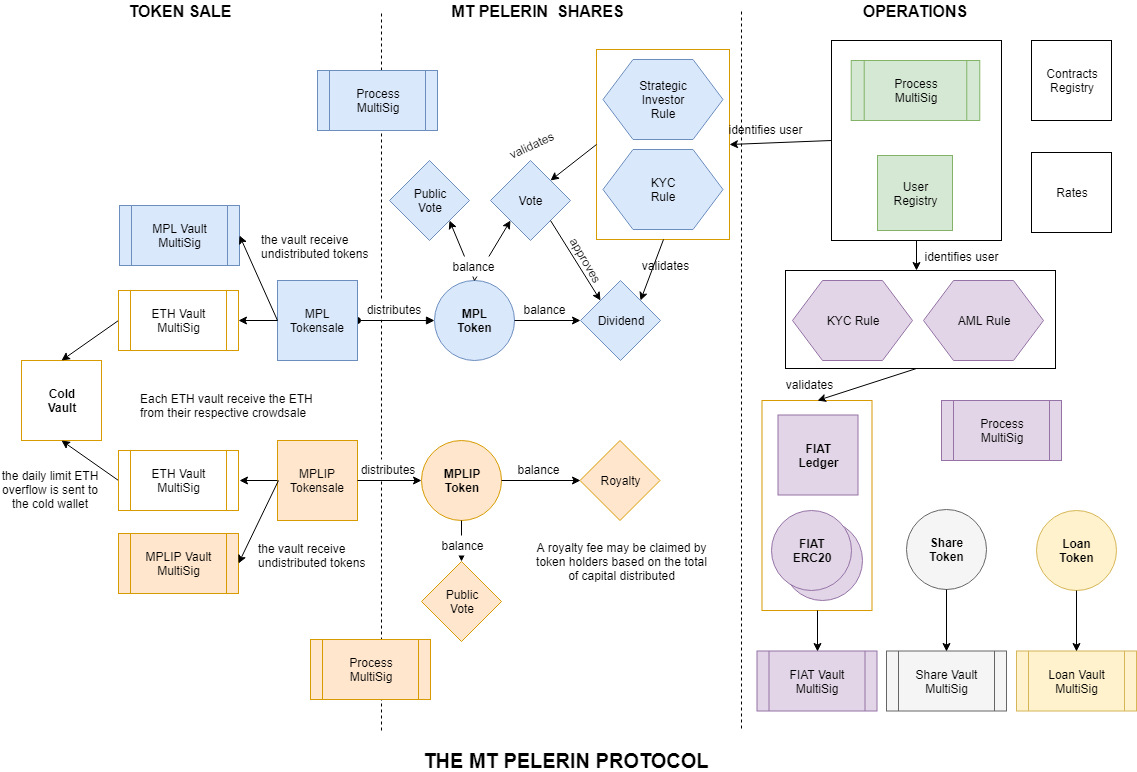 TOKEN SALE
MT PELERIN SHARES
OPERATIONS
Process
MultiSig
Strategic
Investor
Rule
KYC
Rule
validates
Public
Vote
Vote
identifies user
Process
MultiSig
User
Registry
Contracts
Registry
Rates
MPL Vault
MultiSig
the vault receive
undistributed tokens
ETH Vault
MultiSig
MPL
Tokensale
distributes
balance
MPL
Token
balance
approves
validates
Dividend
identifies user
KYC Rule
AML Rule
validates
Cold
Vault
Each ETH vault receive the ETH
from their respective crowdsale
the daily limit ETH
overflow is sent to
the cold wallet
ETH Vault
MultiSig
MPLIP
Tokensale
distributes
MPLIP
Token
balance
Royalty
MPLIP Vault
MultiSig
the vault receive
undistributed tokens
balance
Public
Vote
A royalty fee may be claimed by
token holders based on the total
of capital distributed
Process
MultiSig
FIAT
Ledger
Process
MultiSig
FIAT
ERC20
Share
Token
Loan
Token
FIAT Vault
MultiSig
Share Vault
MultiSig
Loan Vault
MultiSig
THE MT PELERIN PROTOCOL